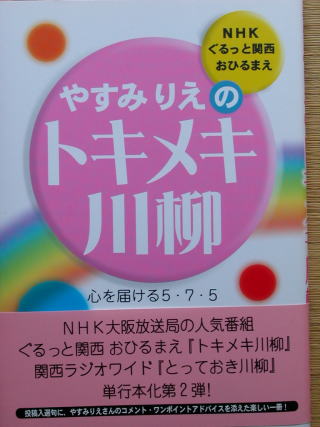 NHK
ぐるっと関西
おひるまえ
やすみりえの
トキメキ
川柳
心を届ける5・7・5
NHK大阪放送局の人気番組
ぐるっと関西 おひるまえ『トキメキ川柳』
関西ラジオワイド『とっておき川柳』
単行本化第2弾!
投稿入選句に、やすみりえさんのコメント・ワンポイントアドバイスを添えた楽しい一冊!